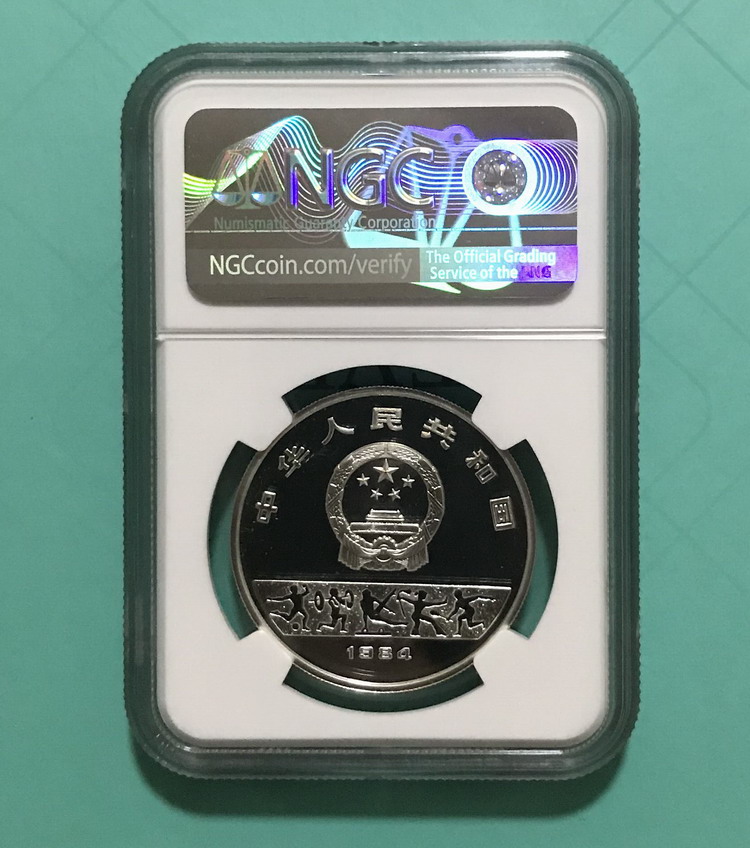 NGC
Numismatic Guaranty Corporation
NGCcoin.com/verify
The Official Grading
Service of the
NG
中华人民共和国
1984